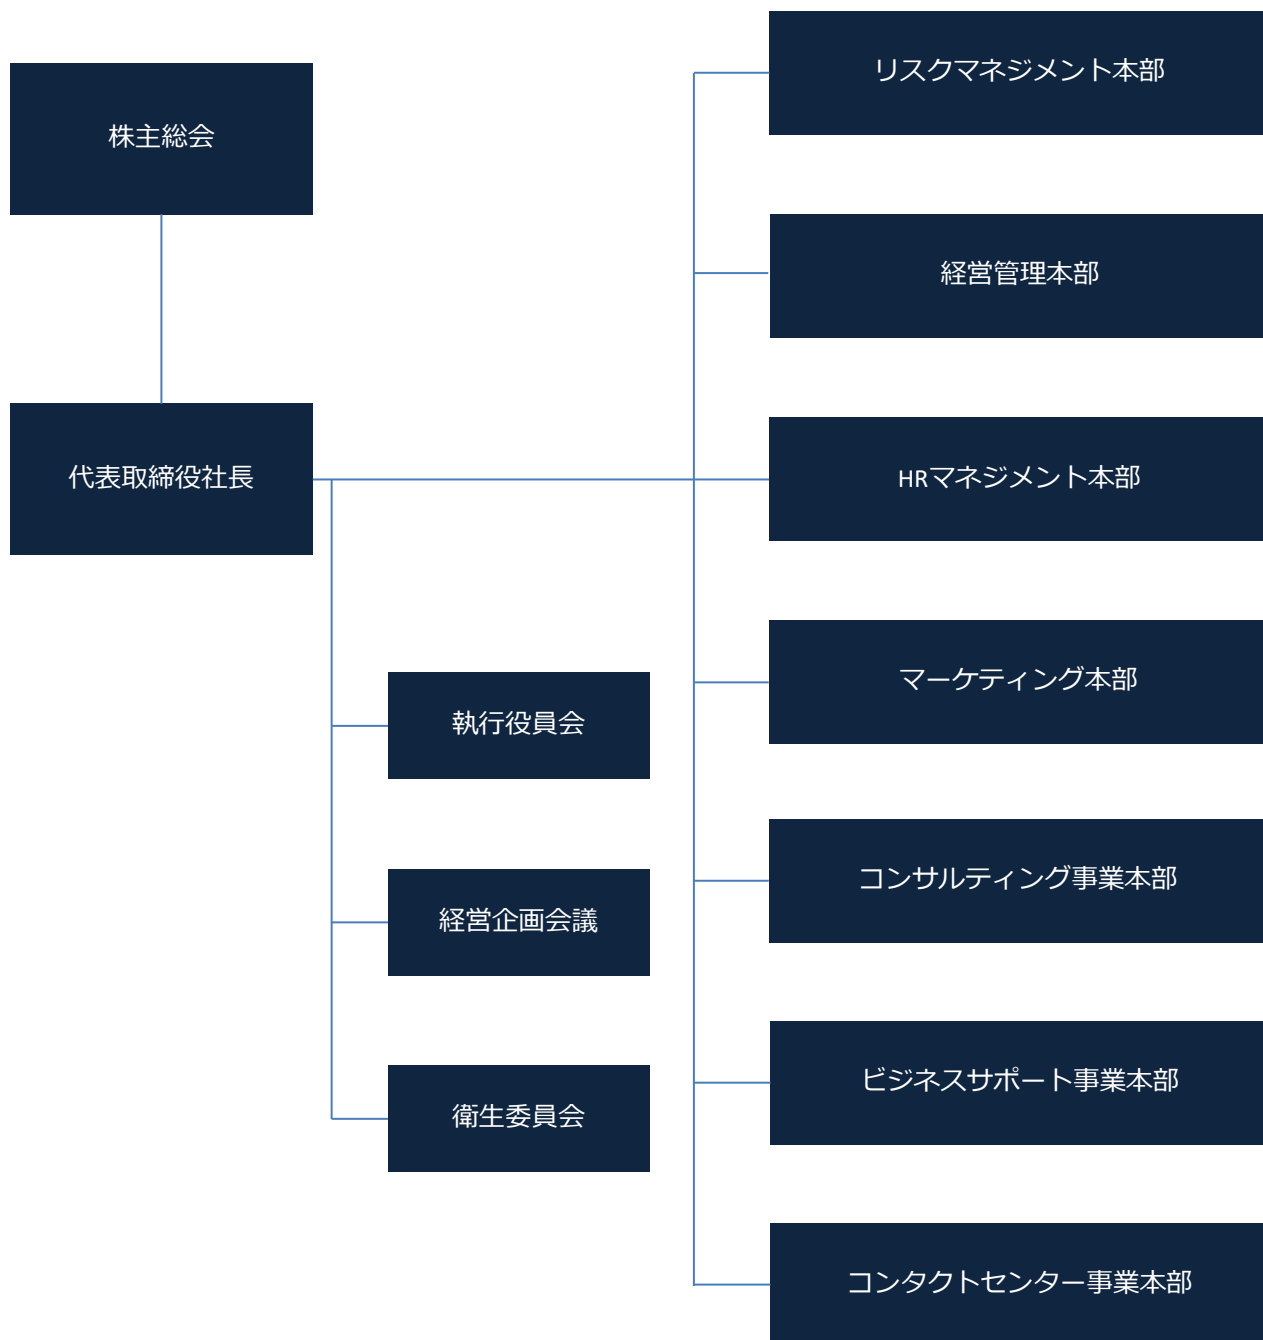 株主総会
代表取締役社長
執行役員会
経営企画会議
衛生委員会
リスクマネジメント本部
経営管理本部
HRマネジメント本部
マーケティング本部
コンサルティング事業本部
ビジネスサポート事業本部
コンタクトセンター事業本部